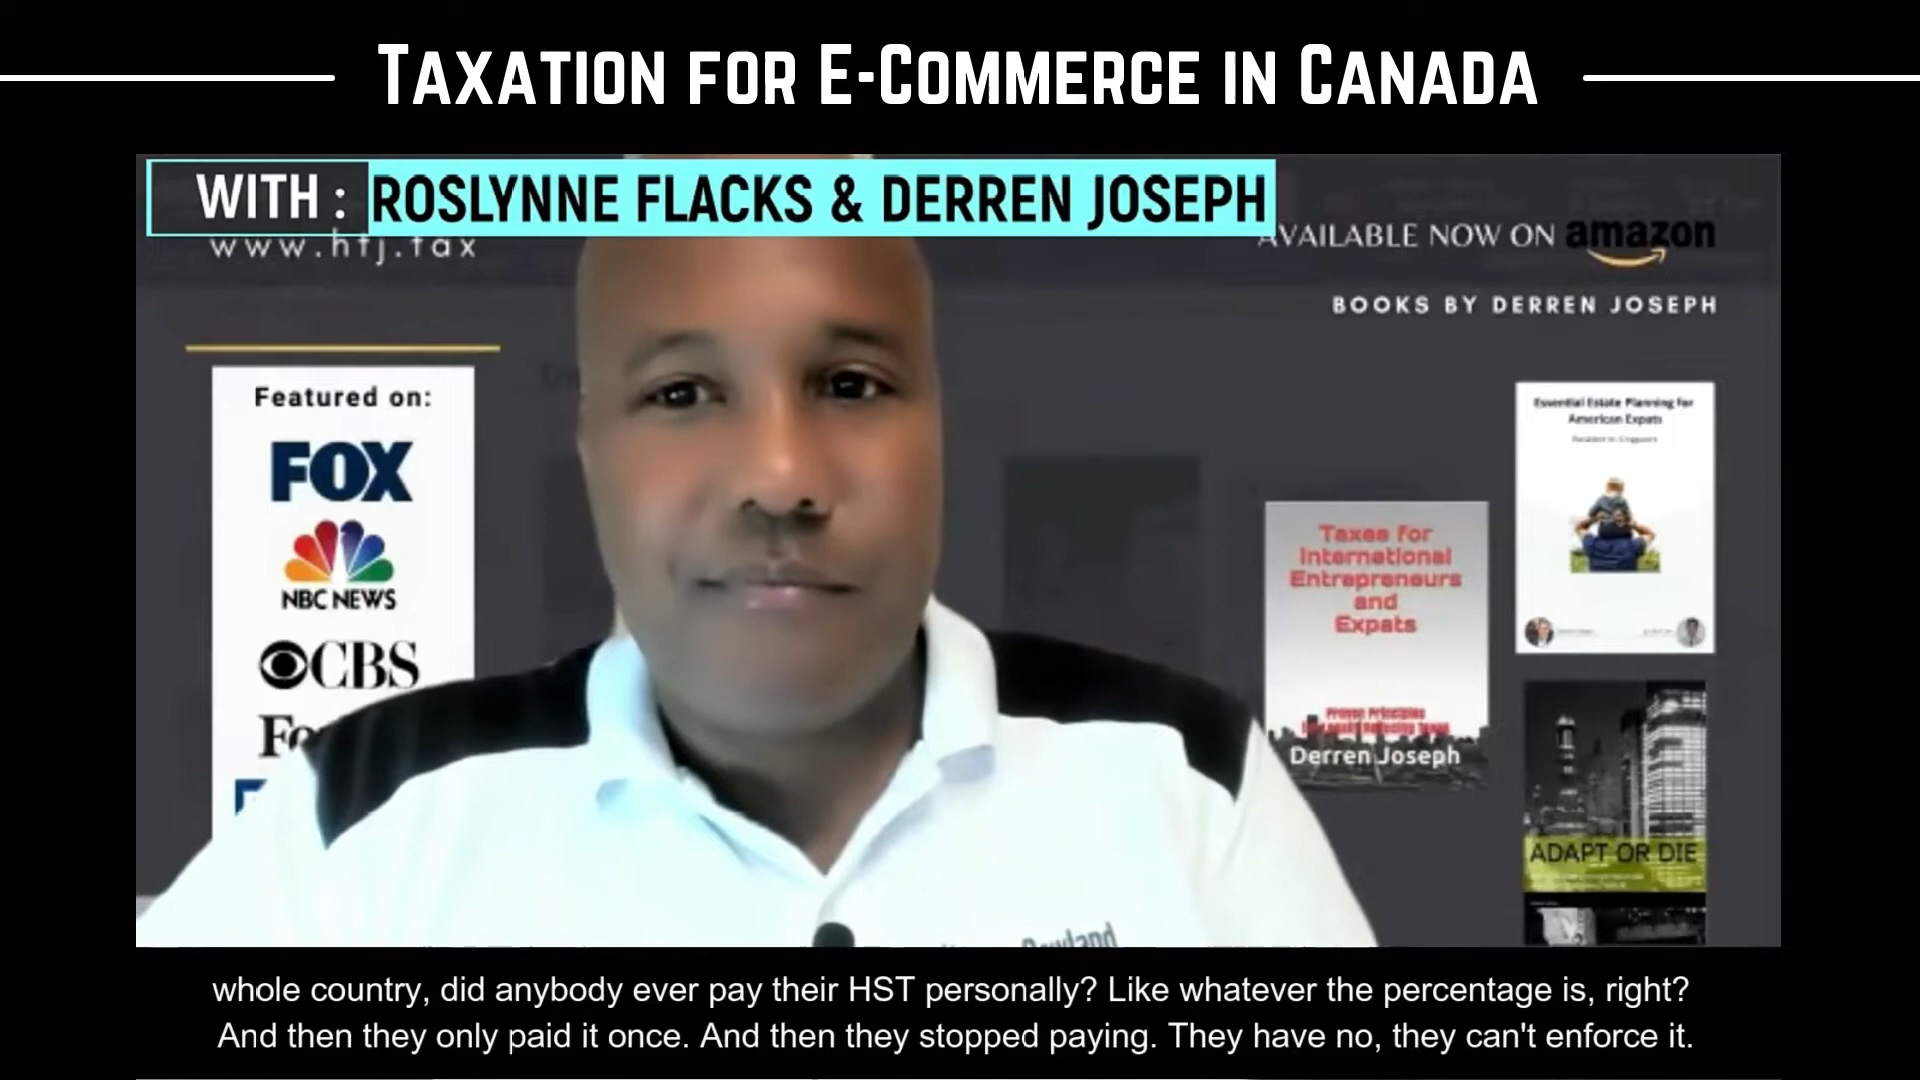 TAXATION FOR E-COMMERCE IN CANADA
WITH : ROSLYNNE FLACKS & DERREN JOSEPH
www.htj.tax
AVAILABLE NOW ON amazon
BOOKS BY DERREN JOSEPH
Featured on:
FOX
NBC NEWS
CBS
Fo
Essential Estate Planning for
American Expats
Taxes for
International
Entrepreneurs
and
Expats
Proven Principles
Derren Joseph
ADAPT OR DIE
whole country, did anybody ever pay their HST personally? Like whatever the percentage is, right?
And then they only paid it once. And then they stopped paying. They have no, they can't enforce it.